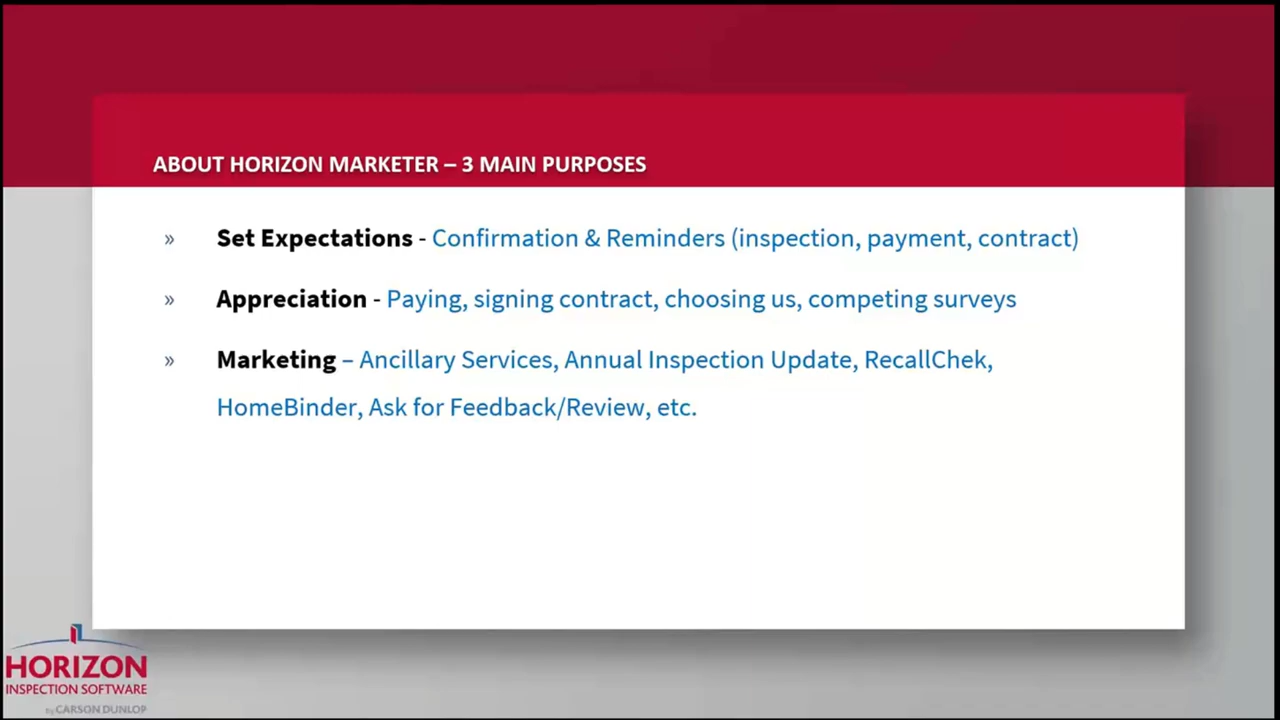 ABOUT HORIZON MARKETER – 3 MAIN PURPOSES
» Set Expectations - Confirmation & Reminders (inspection, payment, contract)
» Appreciation - Paying, signing contract, choosing us, competing surveys
» Marketing – Ancillary Services, Annual Inspection Update, RecallChek,
HomeBinder, Ask for Feedback/Review, etc.
HORIZON
INSPECTION SOFTWARE
by CARSON DUNLOP